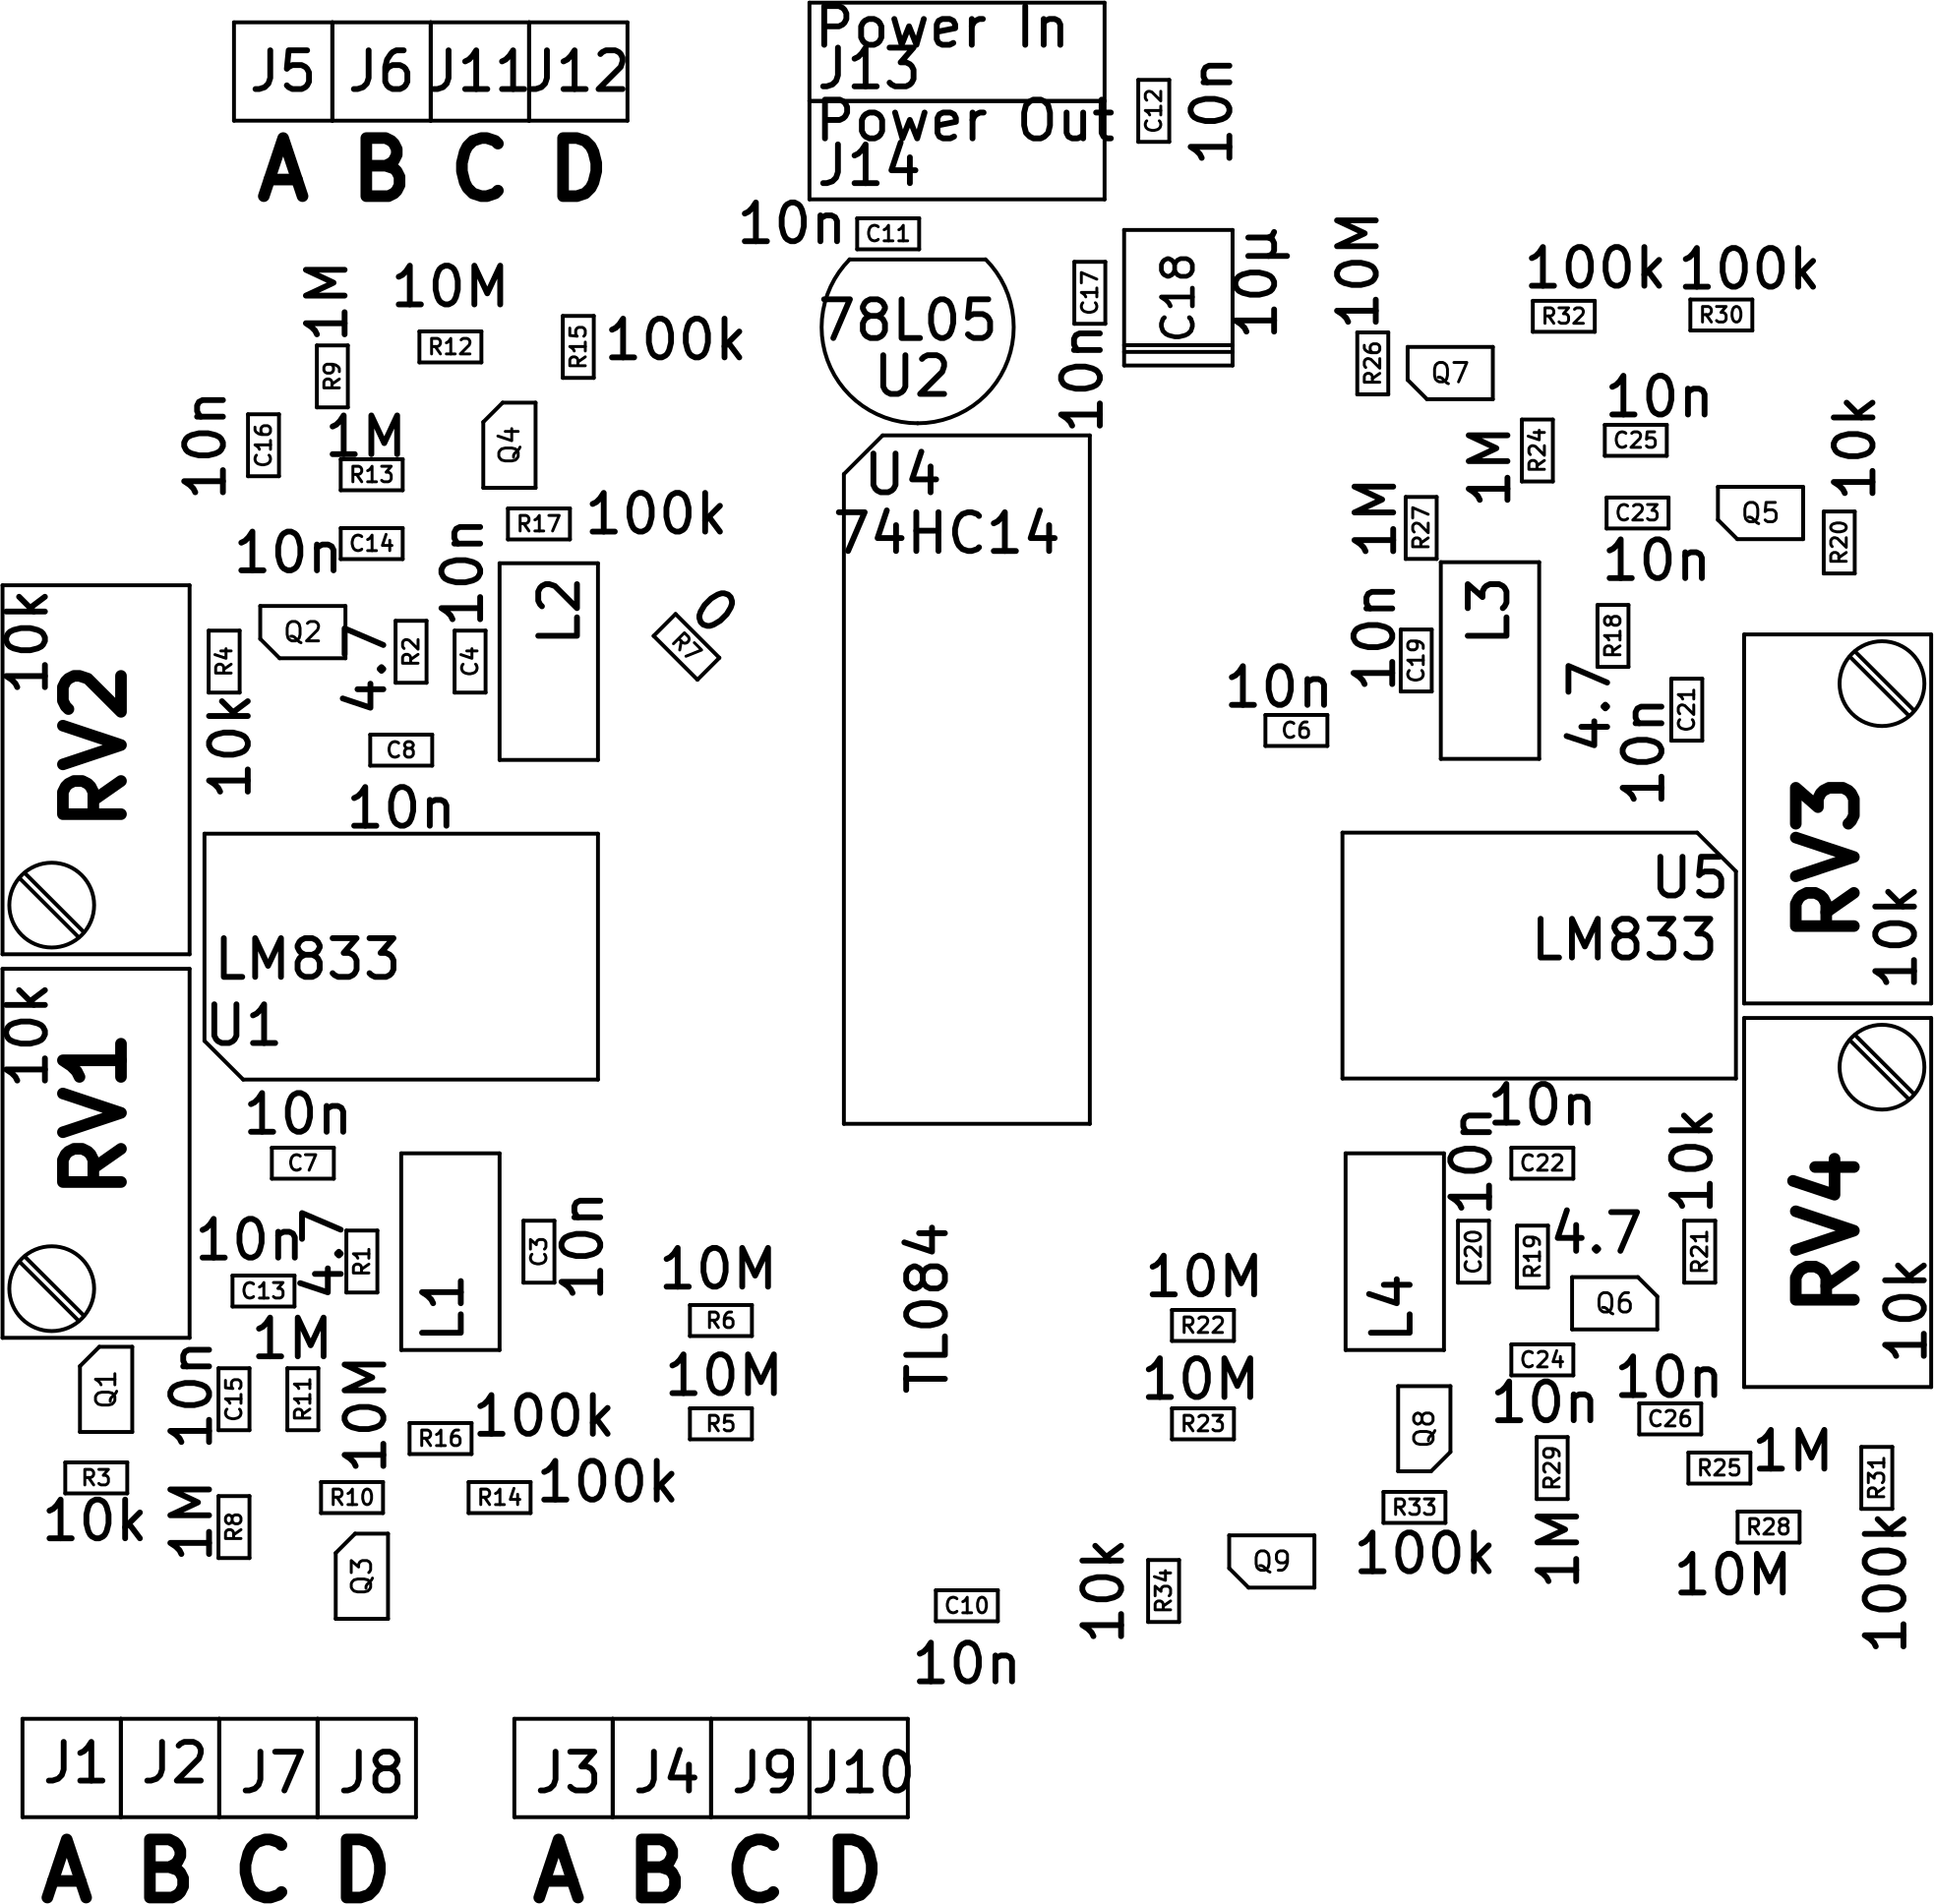 J5 J6 J11 J12
A B C D
Power In
J13
Power Out
J14
C12 10n
10n C11
C17 10n
C18 10µ
78L05
U2
1M R9
10M
R12
R15 100k
10n C16
1M
R13
Q4
R17 100k
10n C14
10n C4
L2
R7 0
U4
74HC14
10M R26
Q7
100k
R32
100k
R30
1M R24
10n
C25
C23
10n
Q5
10k R20
1M R27
L3
10n C19
10n
C6
R18 4.7
C21 10n
10k RV2
R4 10k
Q2
4.7 R2
C8
10n
LM833
U1
RV3 10k
U5
LM833
10k RV1
10n
C7
10n
C13
4.7 R1
L1
C3 10n
1M
R11
Q1
10n C15
10M
R10
R16 100k
R14 100k
R3
10k
1M R8
Q3
10M
R6
10M
R5
TL084
10M
R22
10M
R23
L4
10n C20
10n
C22
R19 4.7
10k R21
Q6
RV4 10k
C24
10n
10n
C26
Q8
R29 1M
R25 1M
R28
10M
R31 100k
R33
100k
Q9
10k R34
C10
10n
J1 J2 J7 J8
A B C D
J3 J4 J9 J10
A B C D